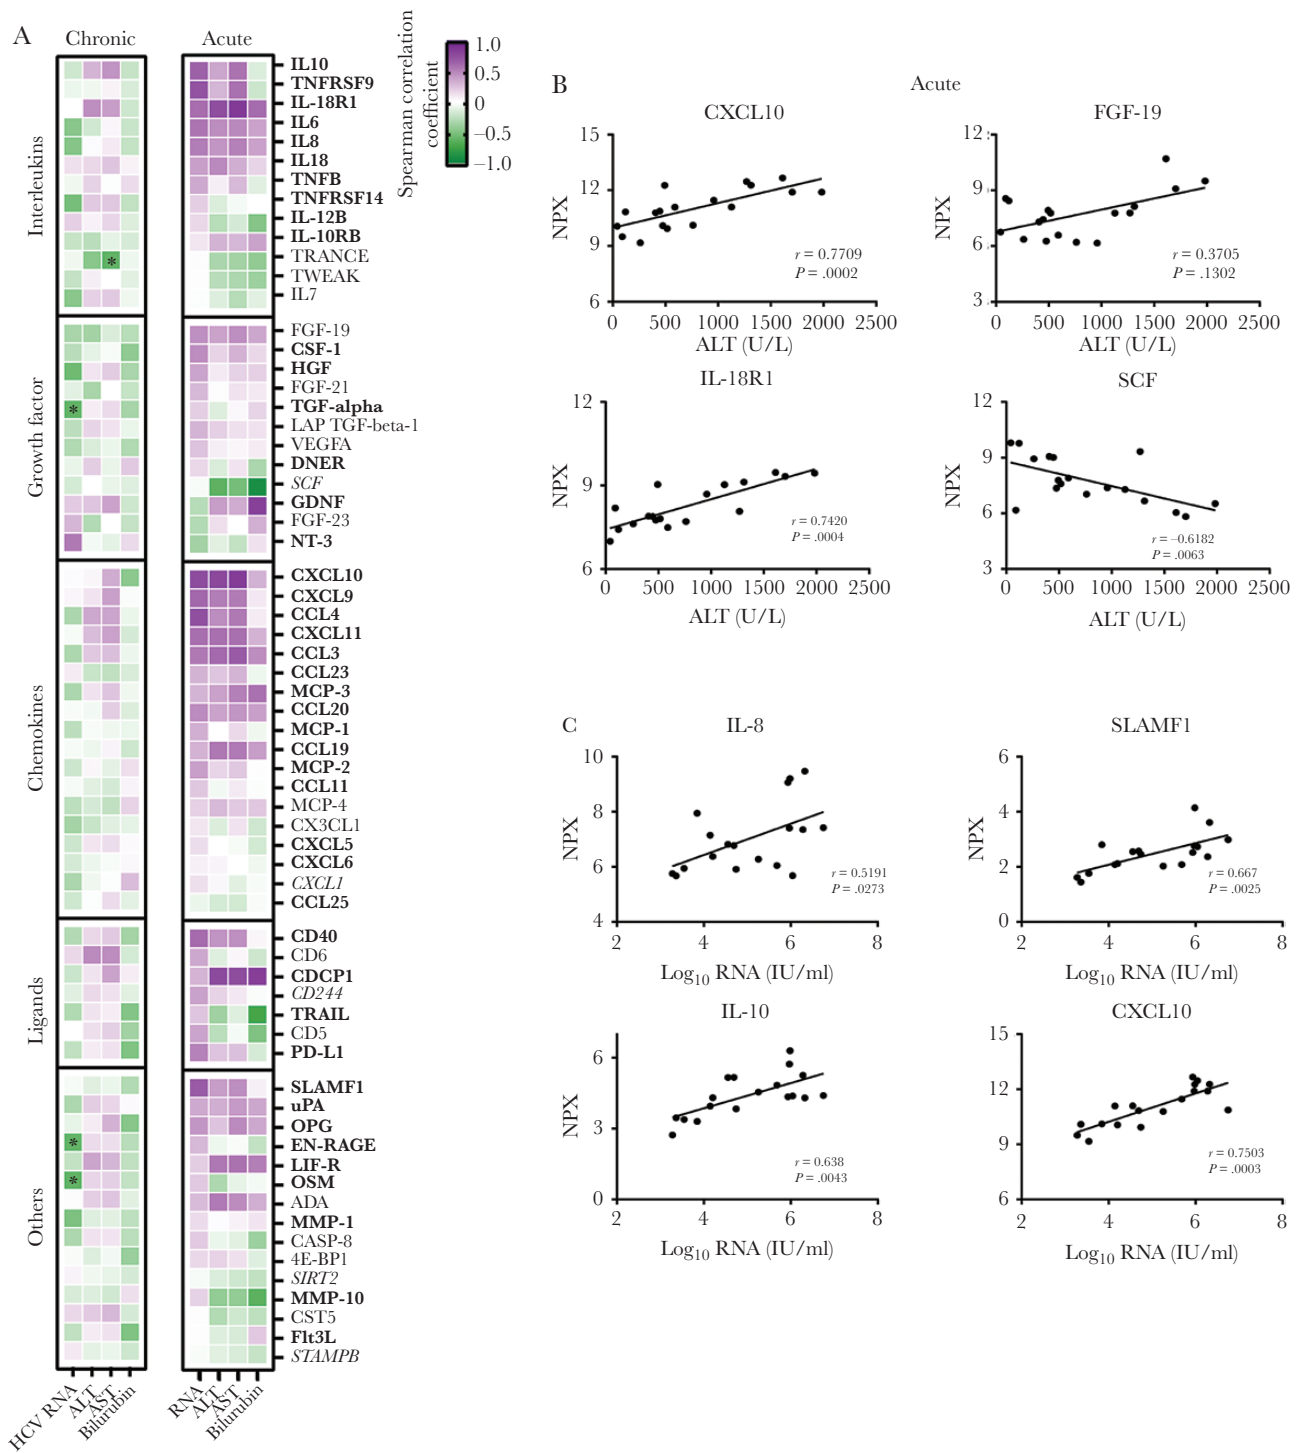 A
Chronic
Acute
1.0
0.5
0
−0.5
−1.0
Spearman correlation
coefficient
Interleukins
IL10
TNFRSF9
IL-18R1
IL6
IL8
IL18
TNFB
TNFRSF14
IL-12B
IL-10RB
TRANCE
*
TWEAK
IL7
Growth factor
FGF-19
CSF-1
HGF
FGF-21
TGF-alpha
*
LAP TGF-beta-1
VEGFA
DNER
SCF
GDNF
FGF-23
NT-3
Chemokines
CXCL10
CXCL9
CCL4
CXCL11
CCL3
CCL23
MCP-3
CCL20
MCP-1
CCL19
MCP-2
CCL11
MCP-4
CX3CL1
CXCL5
CXCL6
CXCL1
CCL25
Ligands
CD40
CD6
CDCP1
CD244
TRAIL
CD5
PD-L1
Others
SLAMF1
uPA
OPG
EN-RAGE
*
LIF-R
OSM
*
ADA
MMP-1
CASP-8
4E-BP1
SIRT2
MMP-10
CST5
Flt3L
STAMPB
HCV RNA
ALT
AST
Bilurubin
RNA
ALT
AST
Bilurubin
B
Acute
CXCL10
15
12
9
6
NPX
r = 0.7709
P = .0002
0 500 1000 1500 2000 2500
ALT (U/L)
FGF-19
12
9
6
3
NPX
r = 0.3705
P = .1302
0 500 1000 1500 2000 2500
ALT (U/L)
IL-18R1
12
9
6
NPX
r = 0.7420
P = .0004
0 500 1000 1500 2000 2500
ALT (U/L)
SCF
12
9
6
3
NPX
r = −0.6182
P = .0063
0 500 1000 1500 2000 2500
ALT (U/L)
C
IL-8
10
8
6
4
NPX
r = 0.5191
P = .0273
2 4 6 8
Log10 RNA (IU/ml)
SLAMF1
6
4
2
0
NPX
r = 0.667
P = .0025
2 4 6 8
Log10 RNA (IU/ml)
IL-10
6
3
0
NPX
r = 0.638
P = .0043
2 4 6 8
Log10 RNA (IU/ml)
CXCL10
15
12
9
6
NPX
r = 0.7503
P = .0003
2 4 6 8
Log10 RNA (IU/ml)